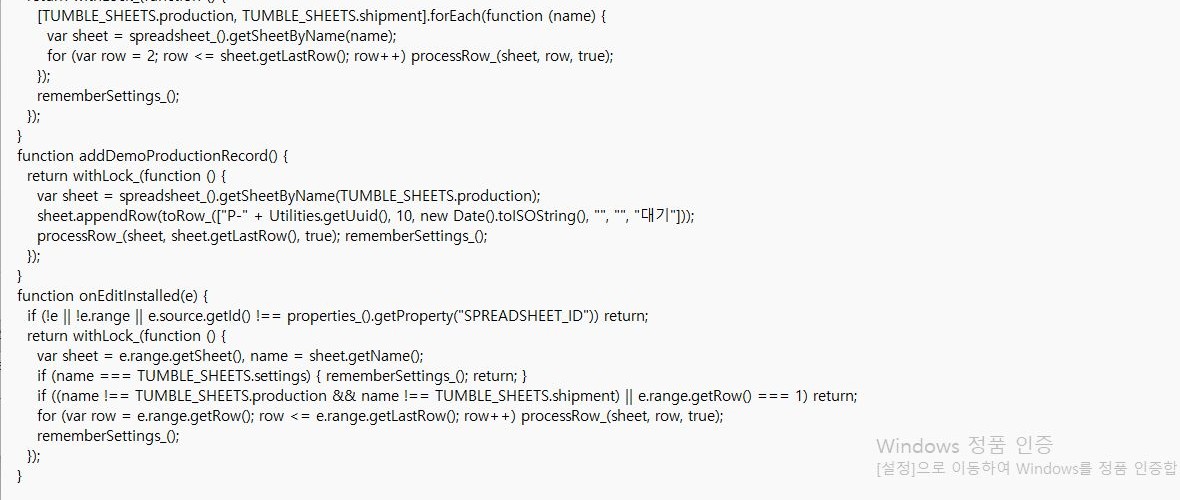 return withLock_(function () {
[TUMBLE_SHEETS.production, TUMBLE_SHEETS.shipment].forEach(function (name) {
var sheet = spreadsheet_().getSheetByName(name);
for (var row = 2; row <= sheet.getLastRow(); row++) processRow_(sheet, row, true);
});
rememberSettings_();
});
}
function addDemoProductionRecord() {
return withLock_(function () {
var sheet = spreadsheet_().getSheetByName(TUMBLE_SHEETS.production);
sheet.appendRow(toRow_(["P-" + Utilities.getUuid(), 10, new Date().toISOString(), "", "", "대기"]));
processRow_(sheet, sheet.getLastRow(), true); rememberSettings_();
});
}
function onEditInstalled(e) {
if (!e || !e.range || e.source.getId() !== properties_().getProperty("SPREADSHEET_ID")) return;
return withLock_(function () {
var sheet = e.range.getSheet(), name = sheet.getName();
if (name === TUMBLE_SHEETS.settings) { rememberSettings_(); return; }
if ((name !== TUMBLE_SHEETS.production && name !== TUMBLE_SHEETS.shipment) || e.range.getRow() === 1) return;
for (var row = e.range.getRow(); row <= e.range.getLastRow(); row++) processRow_(sheet, row, true);
rememberSettings_();
});
}
Windows 정품 인증
[설정]으로 이동하여 Windows를 정품 인증합